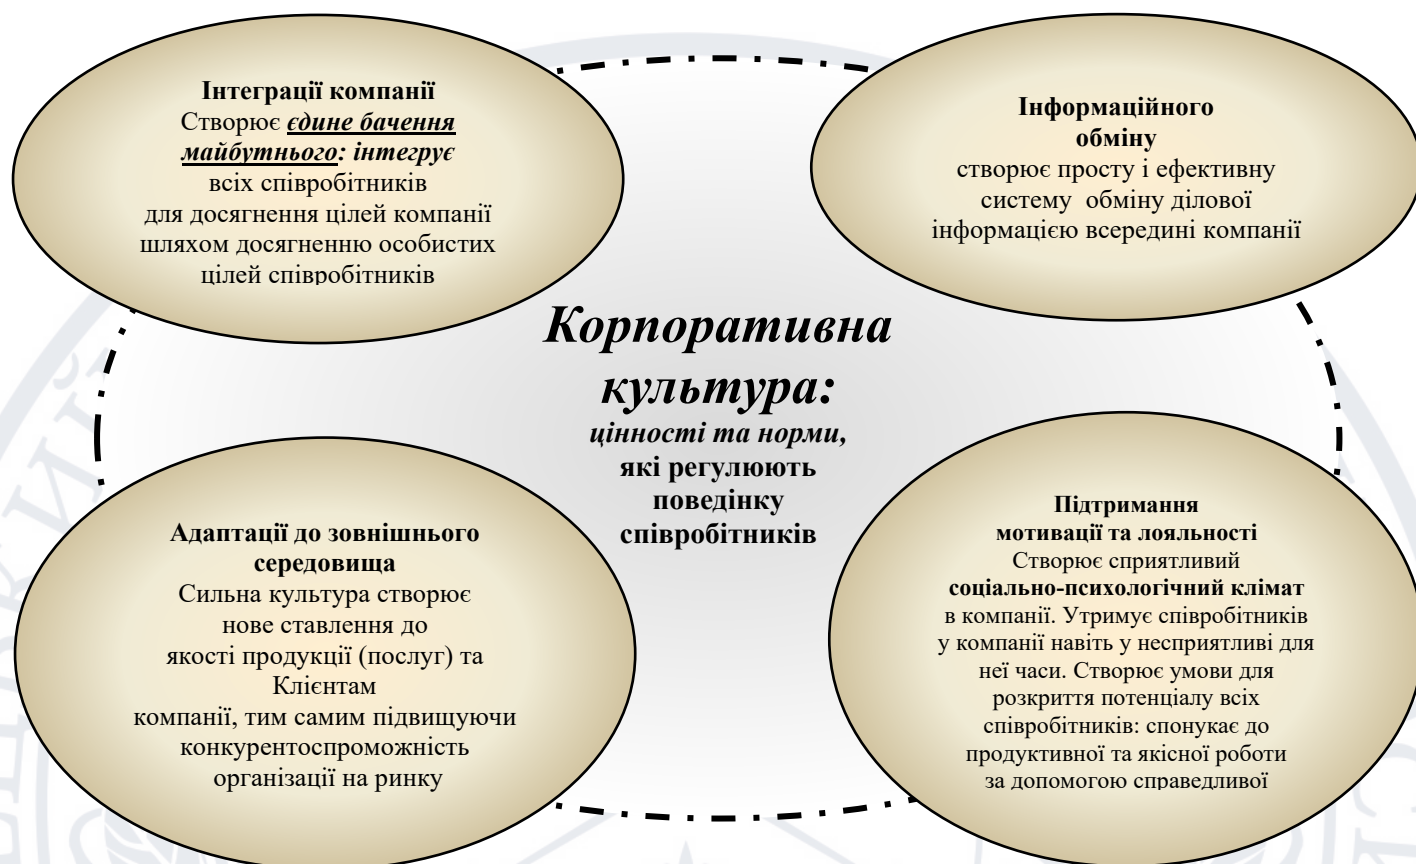 Інтеграції компанії
Створює єдине бачення
майбутнього: інтегрує
всіх співробітників
для досягнення цілей компанії
шляхом досягненню особистих
цілей співробітників
Інформаційного
обміну
створює просту і ефективну
систему обміну ділової
інформацією всередині компанії
Корпоративна
культура:
цінності та норми,
які регулюють
поведінку
співробітників
Адаптації до зовнішнього
середовища
Сильна культура створює
нове ставлення до
якості продукції (послуг) та
Клієнтам
компанії, тим самим підвищуючи
конкурентоспроможність
організації на ринку
Підтримання
мотивації та лояльності
Створює сприятливий
соціально-психологічний клімат
в компанії. Утримує співробітників
у компанії навіть у несприятливі для
неї часи. Створює умови для
розкриття потенціалу всіх
співробітників: спонукає до
продуктивної та якісної роботи
за допомогою справедливої